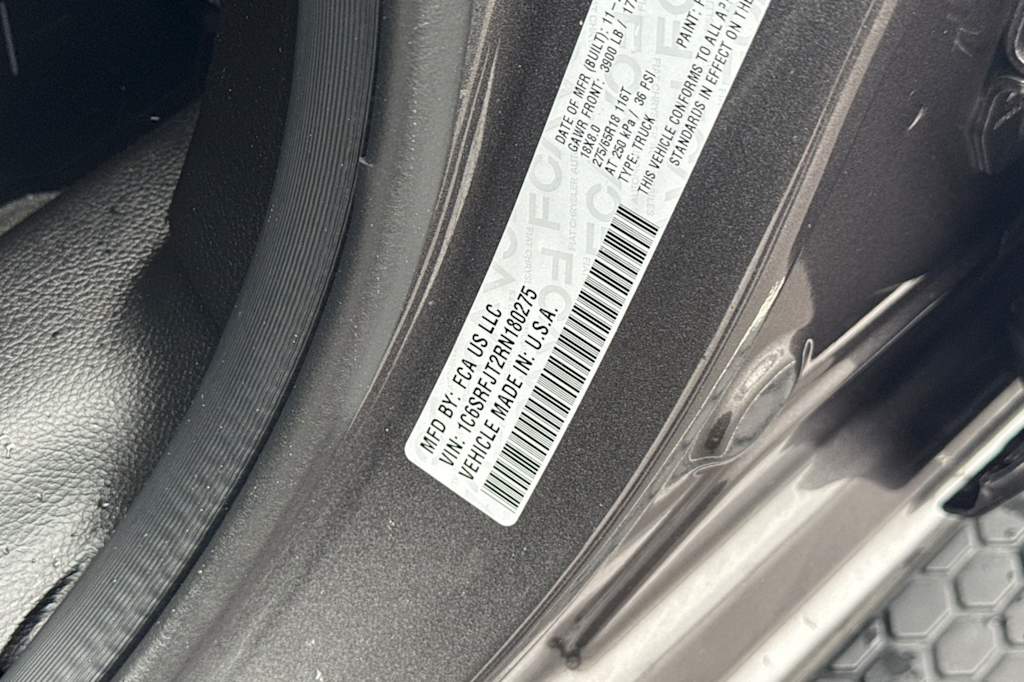 MFD BY: FCA US LLC
VIN: 1C6SRFJT2RN180275
VEHICLE MADE IN: U.S.A.
DATE OF MFR (BUILT): 11-
GAWR FRONT: 3900 LB / 17
18X8.0
275/65R18 116T
AT 250 kPa / 36 PSI
TYPE: TRUCK
PAINT:
THIS VEHICLE CONFORMS TO ALL AP
STANDARDS IN EFFECT ON THE